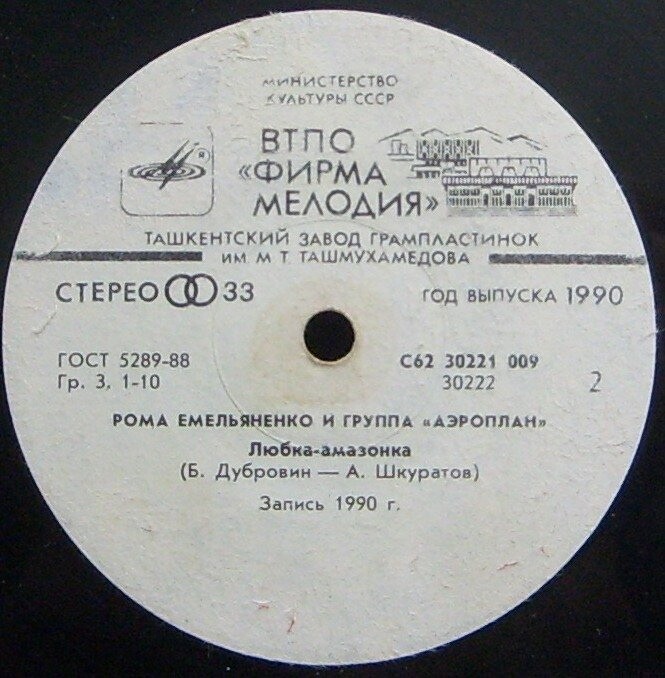 МИНИСТЕРСТВО
КУЛЬТУРЫ СССР
®
ВТПО
«ФИРМА
МЕЛОДИЯ»
ТАШКЕНТСКИЙ ЗАВОД ГРАМПЛАСТИНОК
ИМ М Т ТАШМУХАМЕДОВА
СТЕРЕО 33
ГОД ВЫПУСКА 1990
ГОСТ 5289-88
Гр. 3, 1-10
С62 30221 009
30222
2
РОМА ЕМЕЛЬЯНЕНКО И ГРУППА «АЭРОПЛАН»
Любка-амазонка
(Б. Дубровин — А. Шкуратов)
Запись 1990 г.